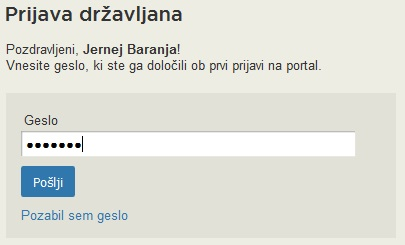 Prijava državljana
Pozdravljeni, Jernej Baranja!
Vnesite geslo, ki ste ga določili ob prvi prijavi na portal.
Geslo
•••••••
Pošlji
Pozabil sem geslo